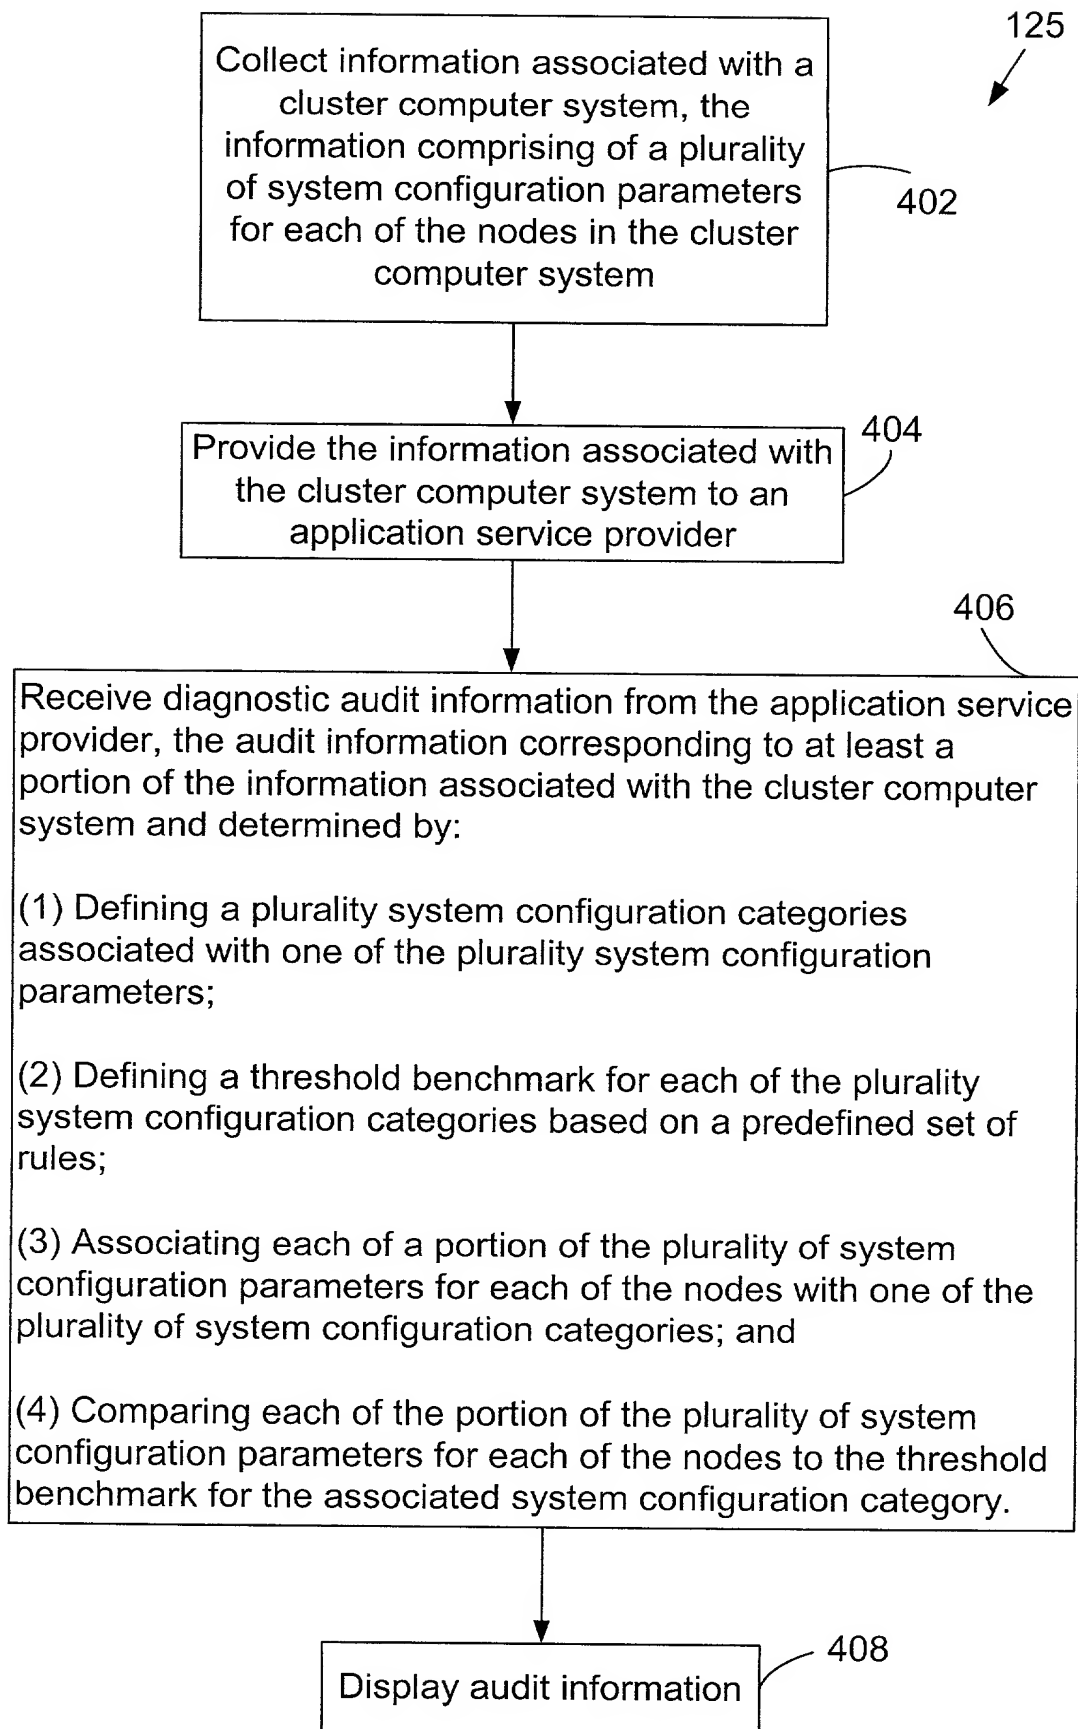 125
Collect information associated with a
cluster computer system, the
information comprising of a plurality
of system configuration parameters
for each of the nodes in the cluster
computer system
402
404
Provide the information associated with
the cluster computer system to an
application service provider
406
Receive diagnostic audit information from the application service
provider, the audit information corresponding to at least a
portion of the information associated with the cluster computer
system and determined by:
(1) Defining a plurality system configuration categories
associated with one of the plurality system configuration
parameters;
(2) Defining a threshold benchmark for each of the plurality
system configuration categories based on a predefined set of
rules;
(3) Associating each of a portion of the plurality of system
configuration parameters for each of the nodes with one of the
plurality of system configuration categories; and
(4) Comparing each of the portion of the plurality of system
configuration parameters for each of the nodes to the threshold
benchmark for the associated system configuration category.
408
Display audit information